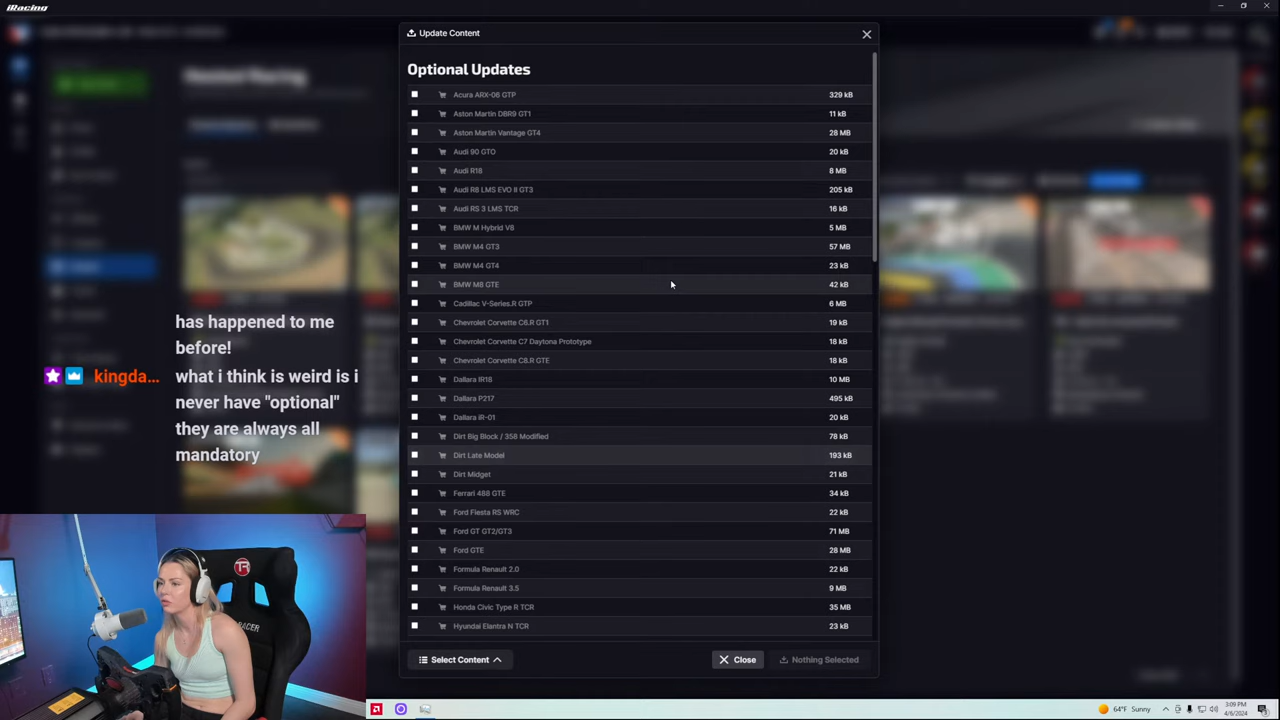 iRacing
Update Content
Optional Updates
Acura ARX-06 GTP 329 kB
Aston Martin DBR9 GT1 11 kB
Aston Martin Vantage GT4 28 MB
Audi 90 GTO 20 kB
Audi R18 8 MB
Audi R8 LMS EVO II GT3 205 kB
Audi RS 3 LMS TCR 16 kB
BMW M Hybrid V8 5 MB
BMW M4 GT3 57 MB
BMW M4 GT4 23 kB
BMW M8 GTE 42 kB
Cadillac V-Series.R GTP 6 MB
Chevrolet Corvette C6.R GT1 19 kB
Chevrolet Corvette C7 Daytona Prototype 18 kB
Chevrolet Corvette C8.R GTE 18 kB
Dallara IR18 10 MB
Dallara P217 495 kB
Dallara iR-01 20 kB
Dirt Big Block / 358 Modified 78 kB
Dirt Late Model 193 kB
Dirt Midget 21 kB
Ferrari 488 GTE 34 kB
Ford Fiesta RS WRC 22 kB
Ford GT GT2/GT3 71 MB
Ford GTE 28 MB
Formula Renault 2.0 22 kB
Formula Renault 3.5 9 MB
Honda Civic Type R TCR 35 MB
Hyundai Elantra N TCR 23 kB
Select Content
Close
Nothing Selected
has happened to me
before!
kingda... what i think is weird is i
never have "optional"
they are always all
mandatory
TR
RACER
64°F Sunny
3:09 PM
4/6/2024